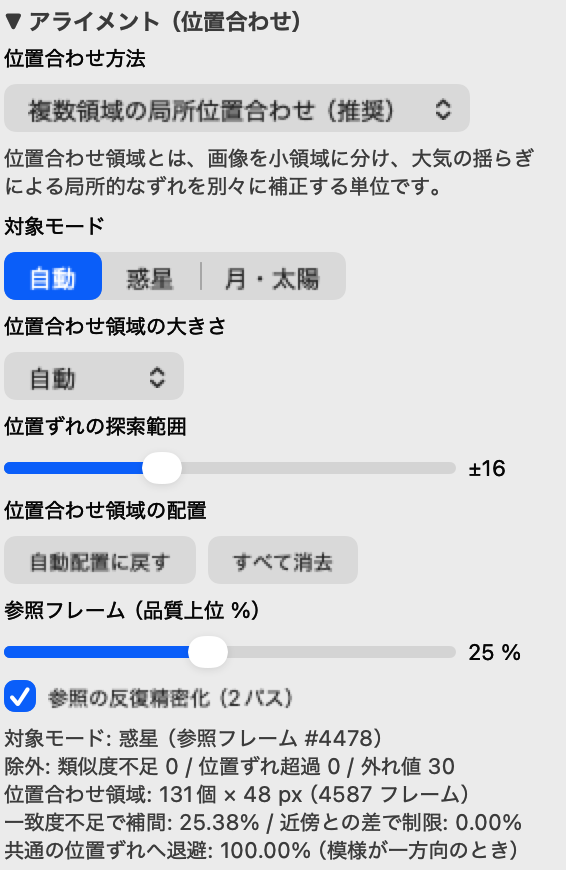 ▼ アライメント（位置合わせ）
位置合わせ方法
複数領域の局所位置合わせ（推奨）
位置合わせ領域とは、画像を小領域に分け、大気の揺らぎ
による局所的なずれを別々に補正する単位です。
対象モード
自動 惑星 月・太陽
位置合わせ領域の大きさ
自動
位置ずれの探索範囲
±16
位置合わせ領域の配置
自動配置に戻す すべて消去
参照フレーム（品質上位 %）
25 %
参照の反復精密化（2 パス）
対象モード: 惑星（参照フレーム #4478）
除外: 類似度不足 0 / 位置ずれ超過 0 / 外れ値 30
位置合わせ領域: 131個 × 48 px（4587 フレーム）
一致度不足で補間: 25.38% / 近傍との差で制限: 0.00%
共通の位置ずれへ退避: 100.00%（模様が一方向のとき）